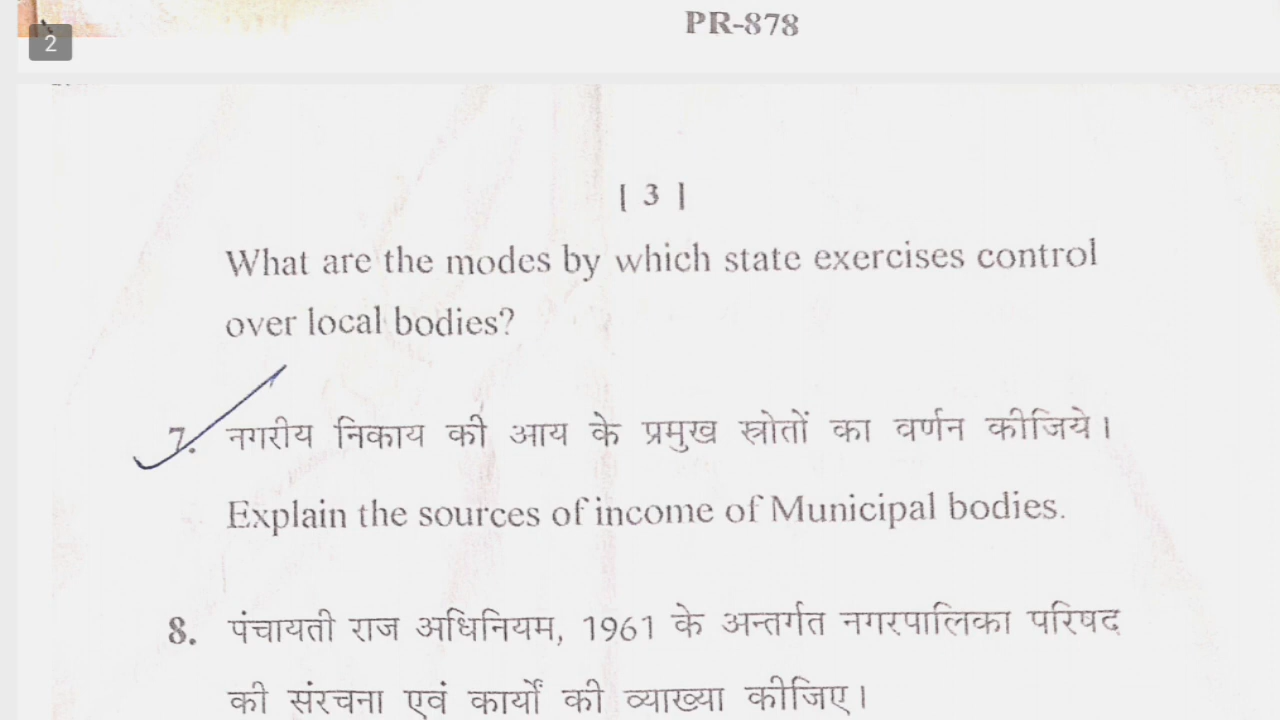 PR-878
2
[ 3 ]
What are the modes by which state exercises control
over local bodies?
7. नगरीय निकाय की आय के प्रमुख स्त्रोतों का वर्णन कीजिये।
Explain the sources of income of Municipal bodies.
8. पंचायती राज अधिनियम, 1961 के अन्तर्गत नगरपालिका परिषद
की संरचना एवं कार्यों की व्याख्या कीजिए।